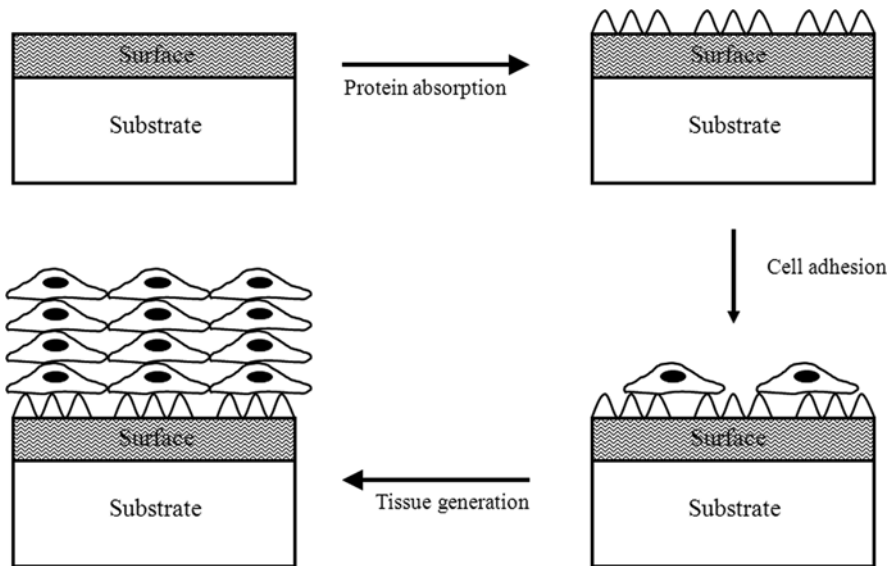 Surface
Substrate
Protein absorption
Surface
Substrate
Cell adhesion
Surface
Substrate
Tissue generation
Surface
Substrate